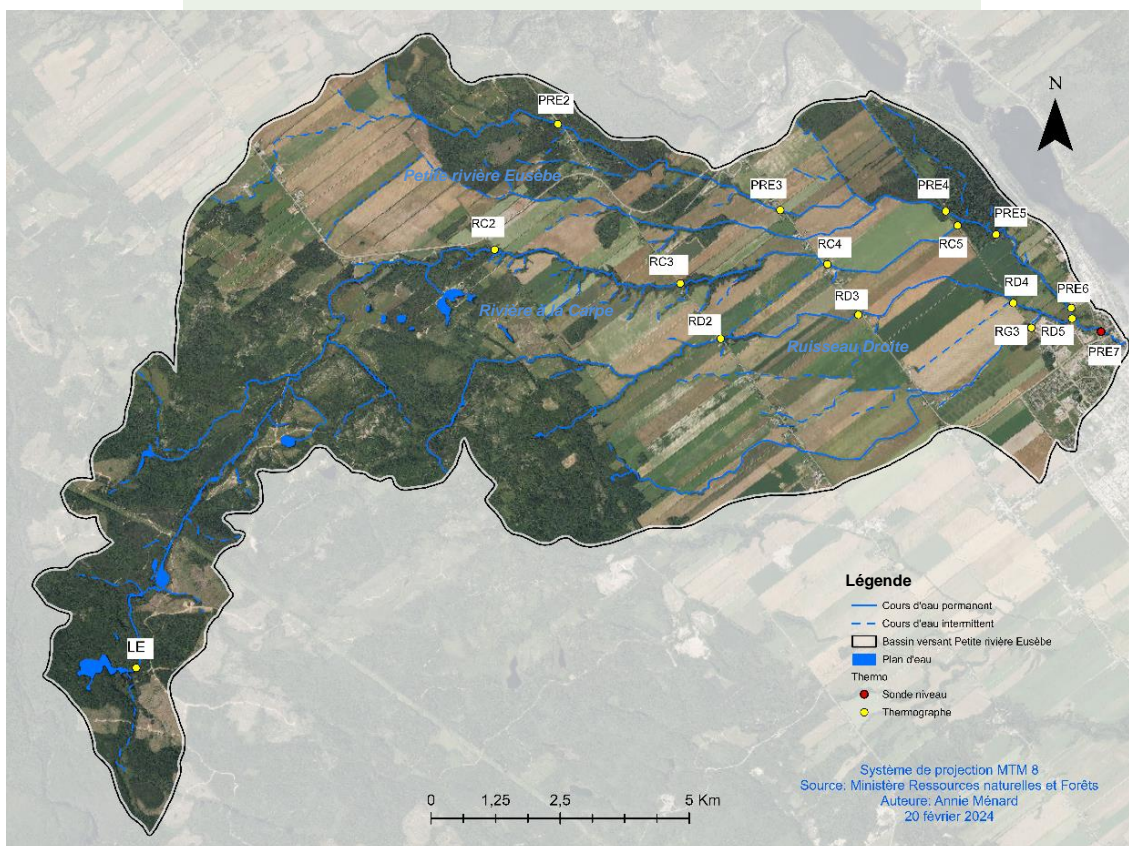 N
PRE2
Petite rivière Eusèbe
PRE3
PRE4
PRE5
RC2
RC3
RC4
RC5
Rivière à la Carpe
RD2
RD3
Ruisseau Droite
RD4
PRE6
RG3
RD5
PRE7
LE
Légende
Cours d'eau permanent
Cours d'eau intermittent
Bassin versant Petite rivière Eusèbe
Plan d'eau
Thermo
Sonde niveau
Thermographe
0 1,25 2,5 5 Km
Système de projection MTM 8
Source: Ministère Ressources naturelles et Forêts
Auteure: Annie Ménard
20 février 2024